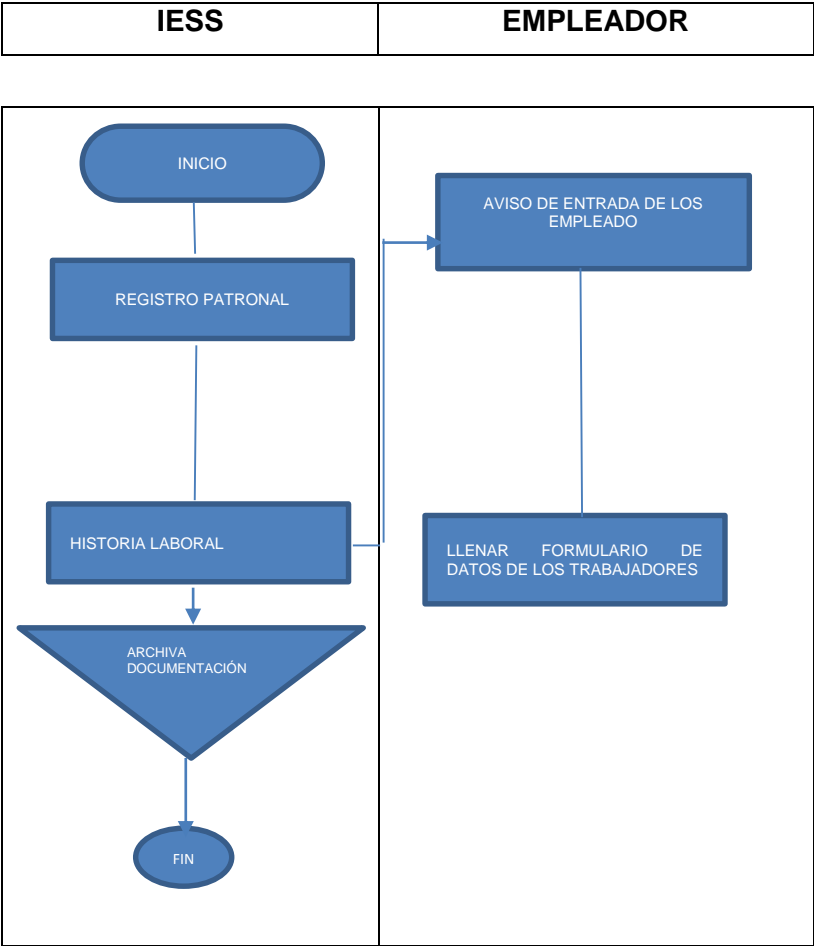 IESS
EMPLEADOR
INICIO
REGISTRO PATRONAL
HISTORIA LABORAL
ARCHIVA
DOCUMENTACIÓN
FIN
AVISO DE ENTRADA DE LOS
EMPLEADO
LLENAR FORMULARIO DE
DATOS DE LOS TRABAJADORES